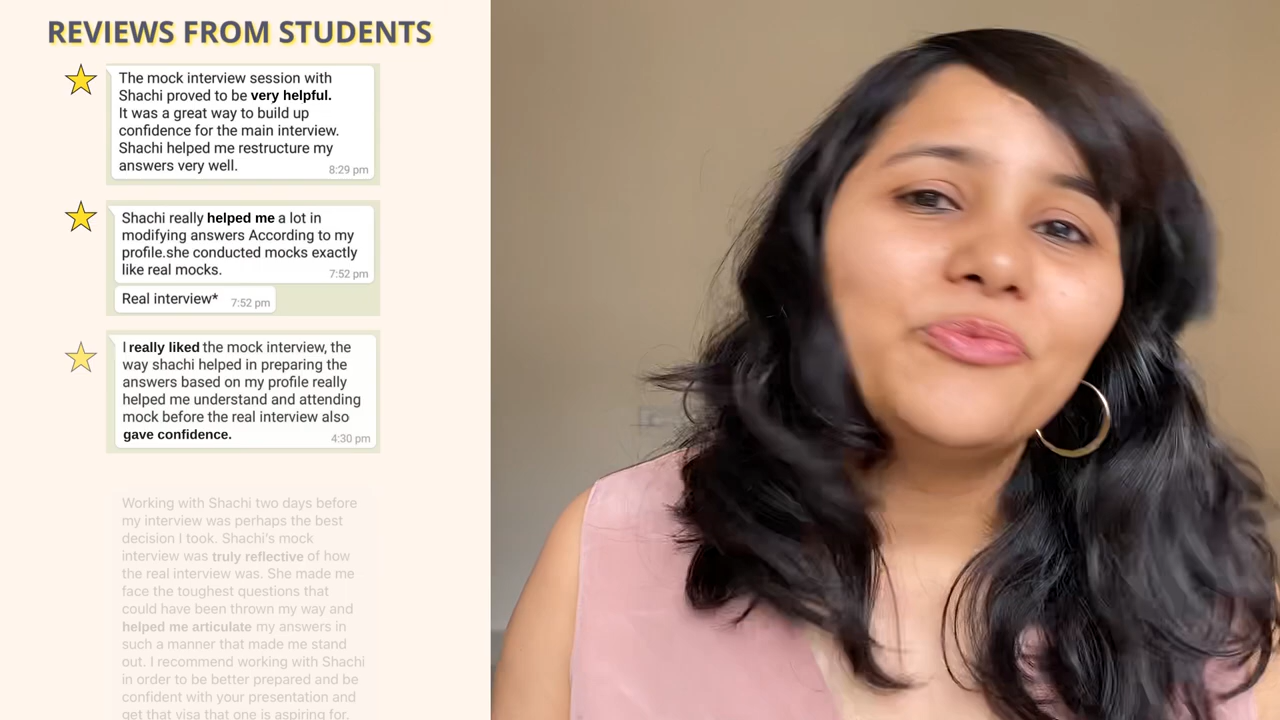 REVIEWS FROM STUDENTS
The mock interview session with
Shachi proved to be very helpful.
It was a great way to build up
confidence for the main interview.
Shachi helped me restructure my
answers very well.
8:29 pm
Shachi really helped me a lot in
modifying answers According to my
profile.she conducted mocks exactly
like real mocks.
7:52 pm
Real interview* 7:52 pm
I really liked the mock interview, the
way shachi helped in preparing the
answers based on my profile really
helped me understand and attending
mock before the real interview also
gave confidence.
4:30 pm
Working with Shachi two days before
my interview was perhaps the best
decision I took. Shachi's mock
interview was truly reflective of how
the real interview was. She made me
face the toughest questions that
could have been thrown my way and
helped me articulate my answers in
such a manner that made me stand
out. I recommend working with Shachi
in order to be better prepared and be
confident with your presentation and
get that visa that one is aspiring for.